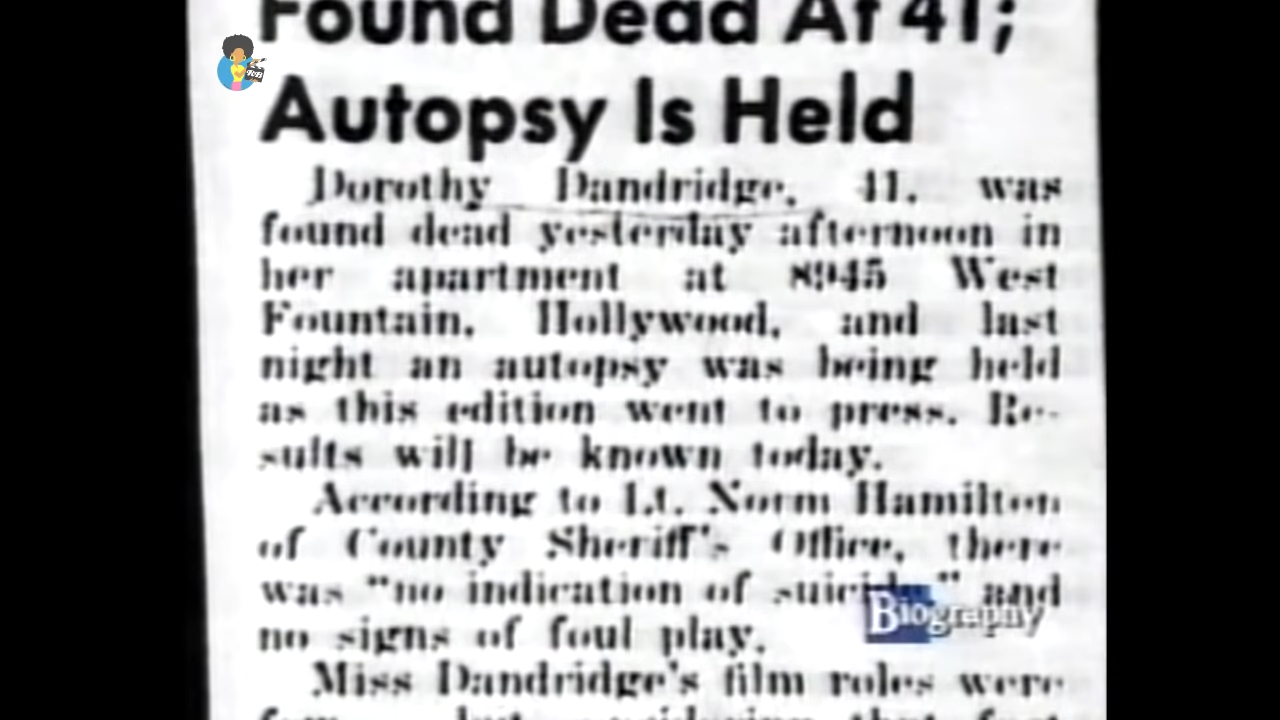 Found Dead At 41;
Autopsy Is Held
Dorothy Dandridge, 41, was
found dead yesterday afternoon in
her apartment at 8945 West
Fountain, Hollywood, and last
night an autopsy was being held
as this edition went to press. Re-
sults will be known today.
According to Lt. Norm Hamilton
of County Sheriff's Office, there
was "no indication of suicide" and
no signs of foul play.
Miss Dandridge's film roles were
that fact
Biography